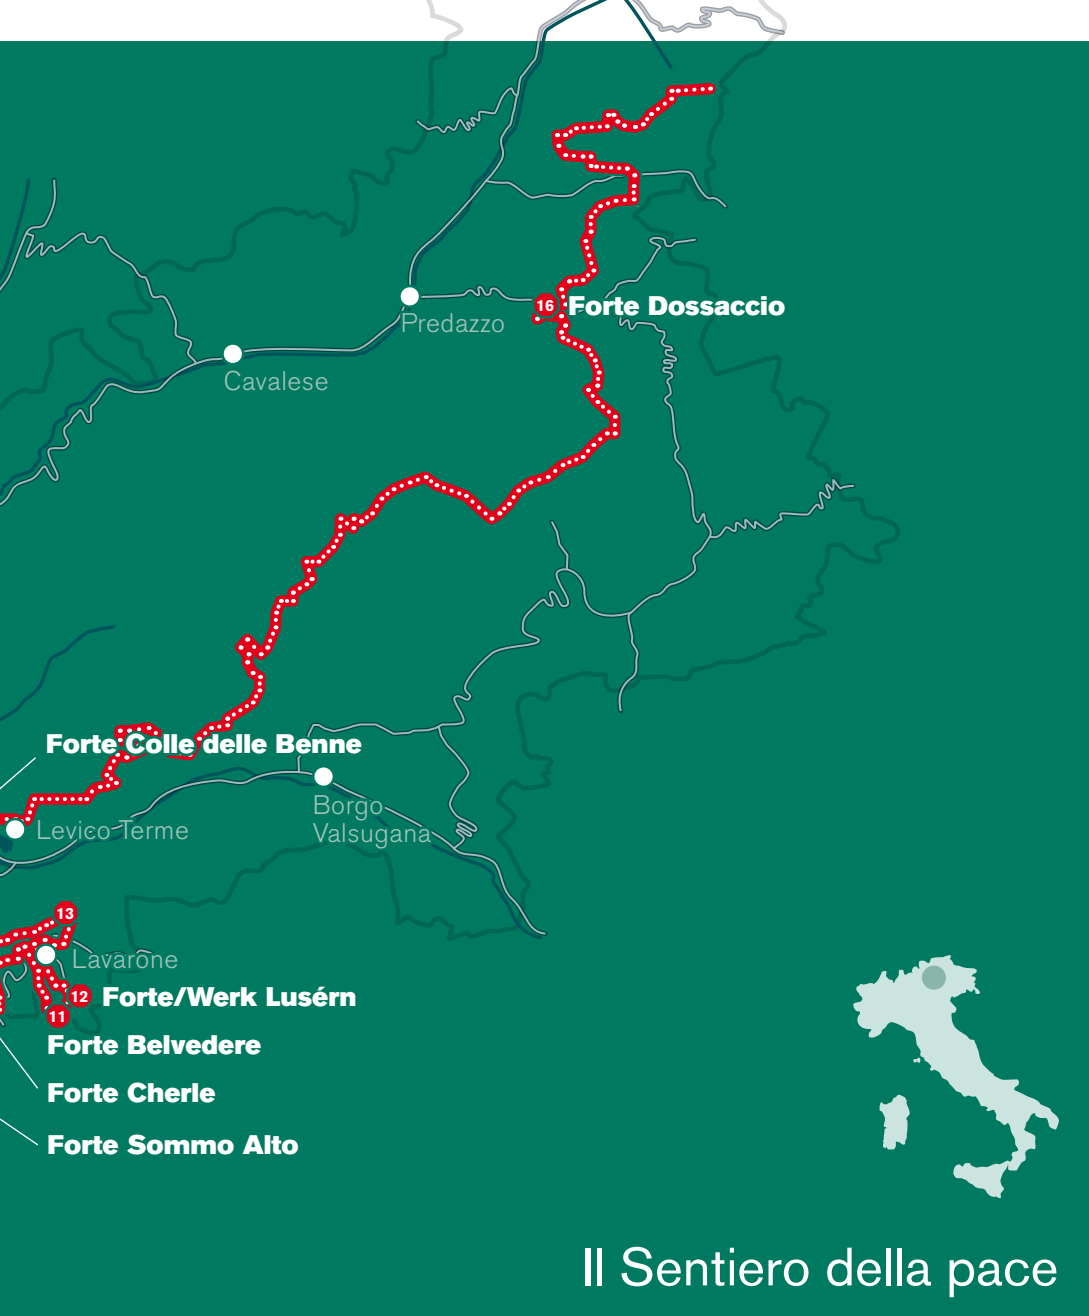 16 Forte Dossaccio
Predazzo
Cavalese
Forte Colle delle Benne
Borgo
Valsugana
Levico Terme
13
Lavarone
12 Forte/Werk Lusérn
11
Forte Belvedere
Forte Cherle
Forte Sommo Alto
Il Sentiero della pace